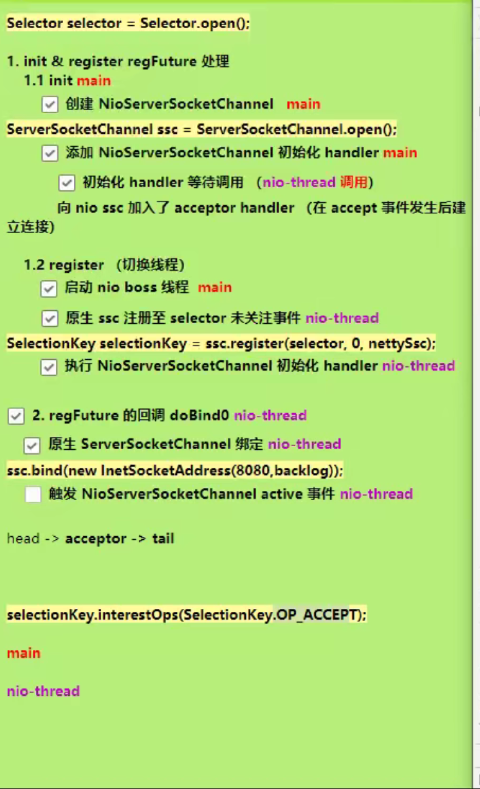 Selector selector = Selector.open();
1. init & register regFuture 处理
1.1 init main
创建 NioServerSocketChannel main
ServerSocketChannel ssc = ServerSocketChannel.open();
添加 NioServerSocketChannel 初始化 handler main
初始化 handler 等待调用 （nio-thread 调用）
向 nio ssc 加入了 acceptor handler （在 accept 事件发生后建
立连接）
1.2 register （切换线程）
启动 nio boss 线程 main
原生 ssc 注册至 selector 未关注事件 nio-thread
SelectionKey selectionKey = ssc.register(selector, 0, nettySsc);
执行 NioServerSocketChannel 初始化 handler nio-thread
2. regFuture 的回调 doBind0 nio-thread
原生 ServerSocketChannel 绑定 nio-thread
ssc.bind(new InetSocketAddress(8080,backlog));
触发 NioServerSocketChannel active 事件 nio-thread
head -> acceptor -> tail
selectionKey.interestOps(SelectionKey.OP_ACCEPT);
main
nio-thread